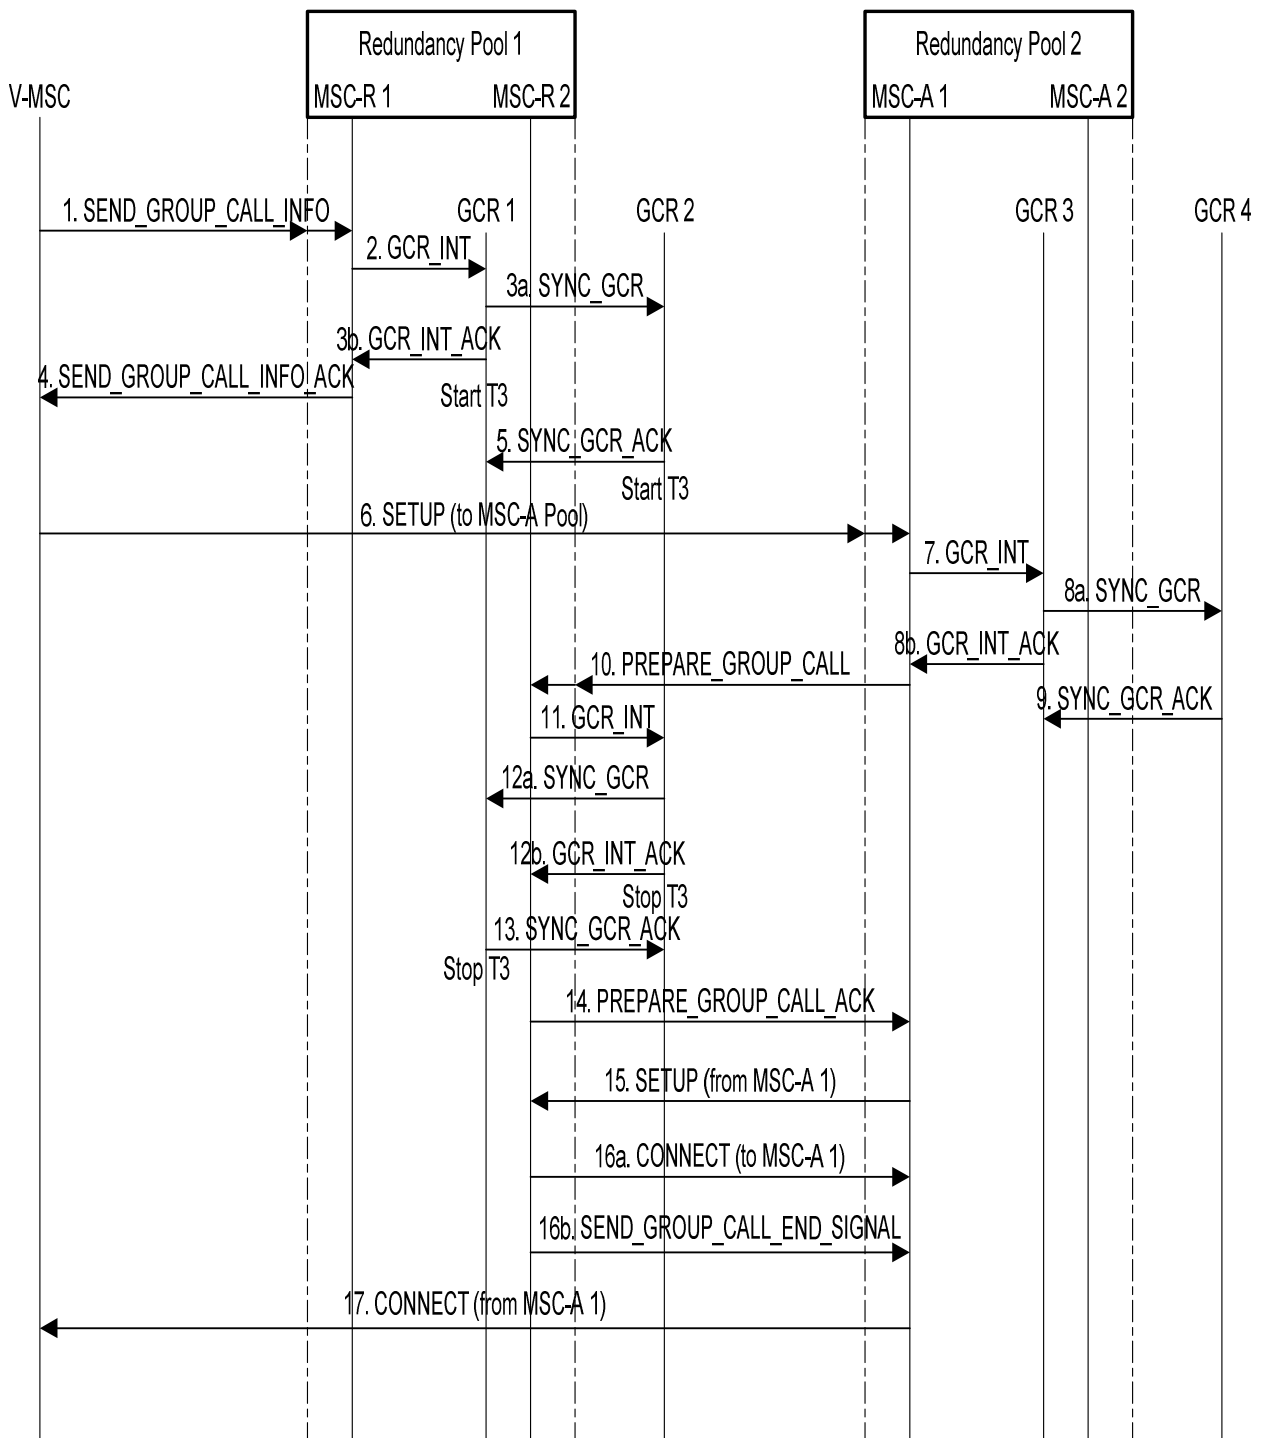 Redundancy Pool 1
Redundancy Pool 2
V-MSC
MSC-R 1
MSC-R 2
MSC-A 1
MSC-A 2
1. SEND_GROUP_CALL_INFO
GCR 1
GCR 2
GCR 3
GCR 4
2. GCR_INT
3a. SYNC_GCR
3b. GCR_INT_ACK
4. SEND_GROUP_CALL_INFO_ACK
Start T3
5. SYNC_GCR_ACK
Start T3
6. SETUP (to MSC-A Pool)
7. GCR_INT
8a. SYNC_GCR
8b. GCR_INT_ACK
10. PREPARE_GROUP_CALL
9. SYNC_GCR_ACK
11. GCR_INT
12a. SYNC_GCR
12b. GCR_INT_ACK
Stop T3
13. SYNC_GCR_ACK
Stop T3
14. PREPARE_GROUP_CALL_ACK
15. SETUP (from MSC-A 1)
16a. CONNECT (to MSC-A 1)
16b. SEND_GROUP_CALL_END_SIGNAL
17. CONNECT (from MSC-A 1)